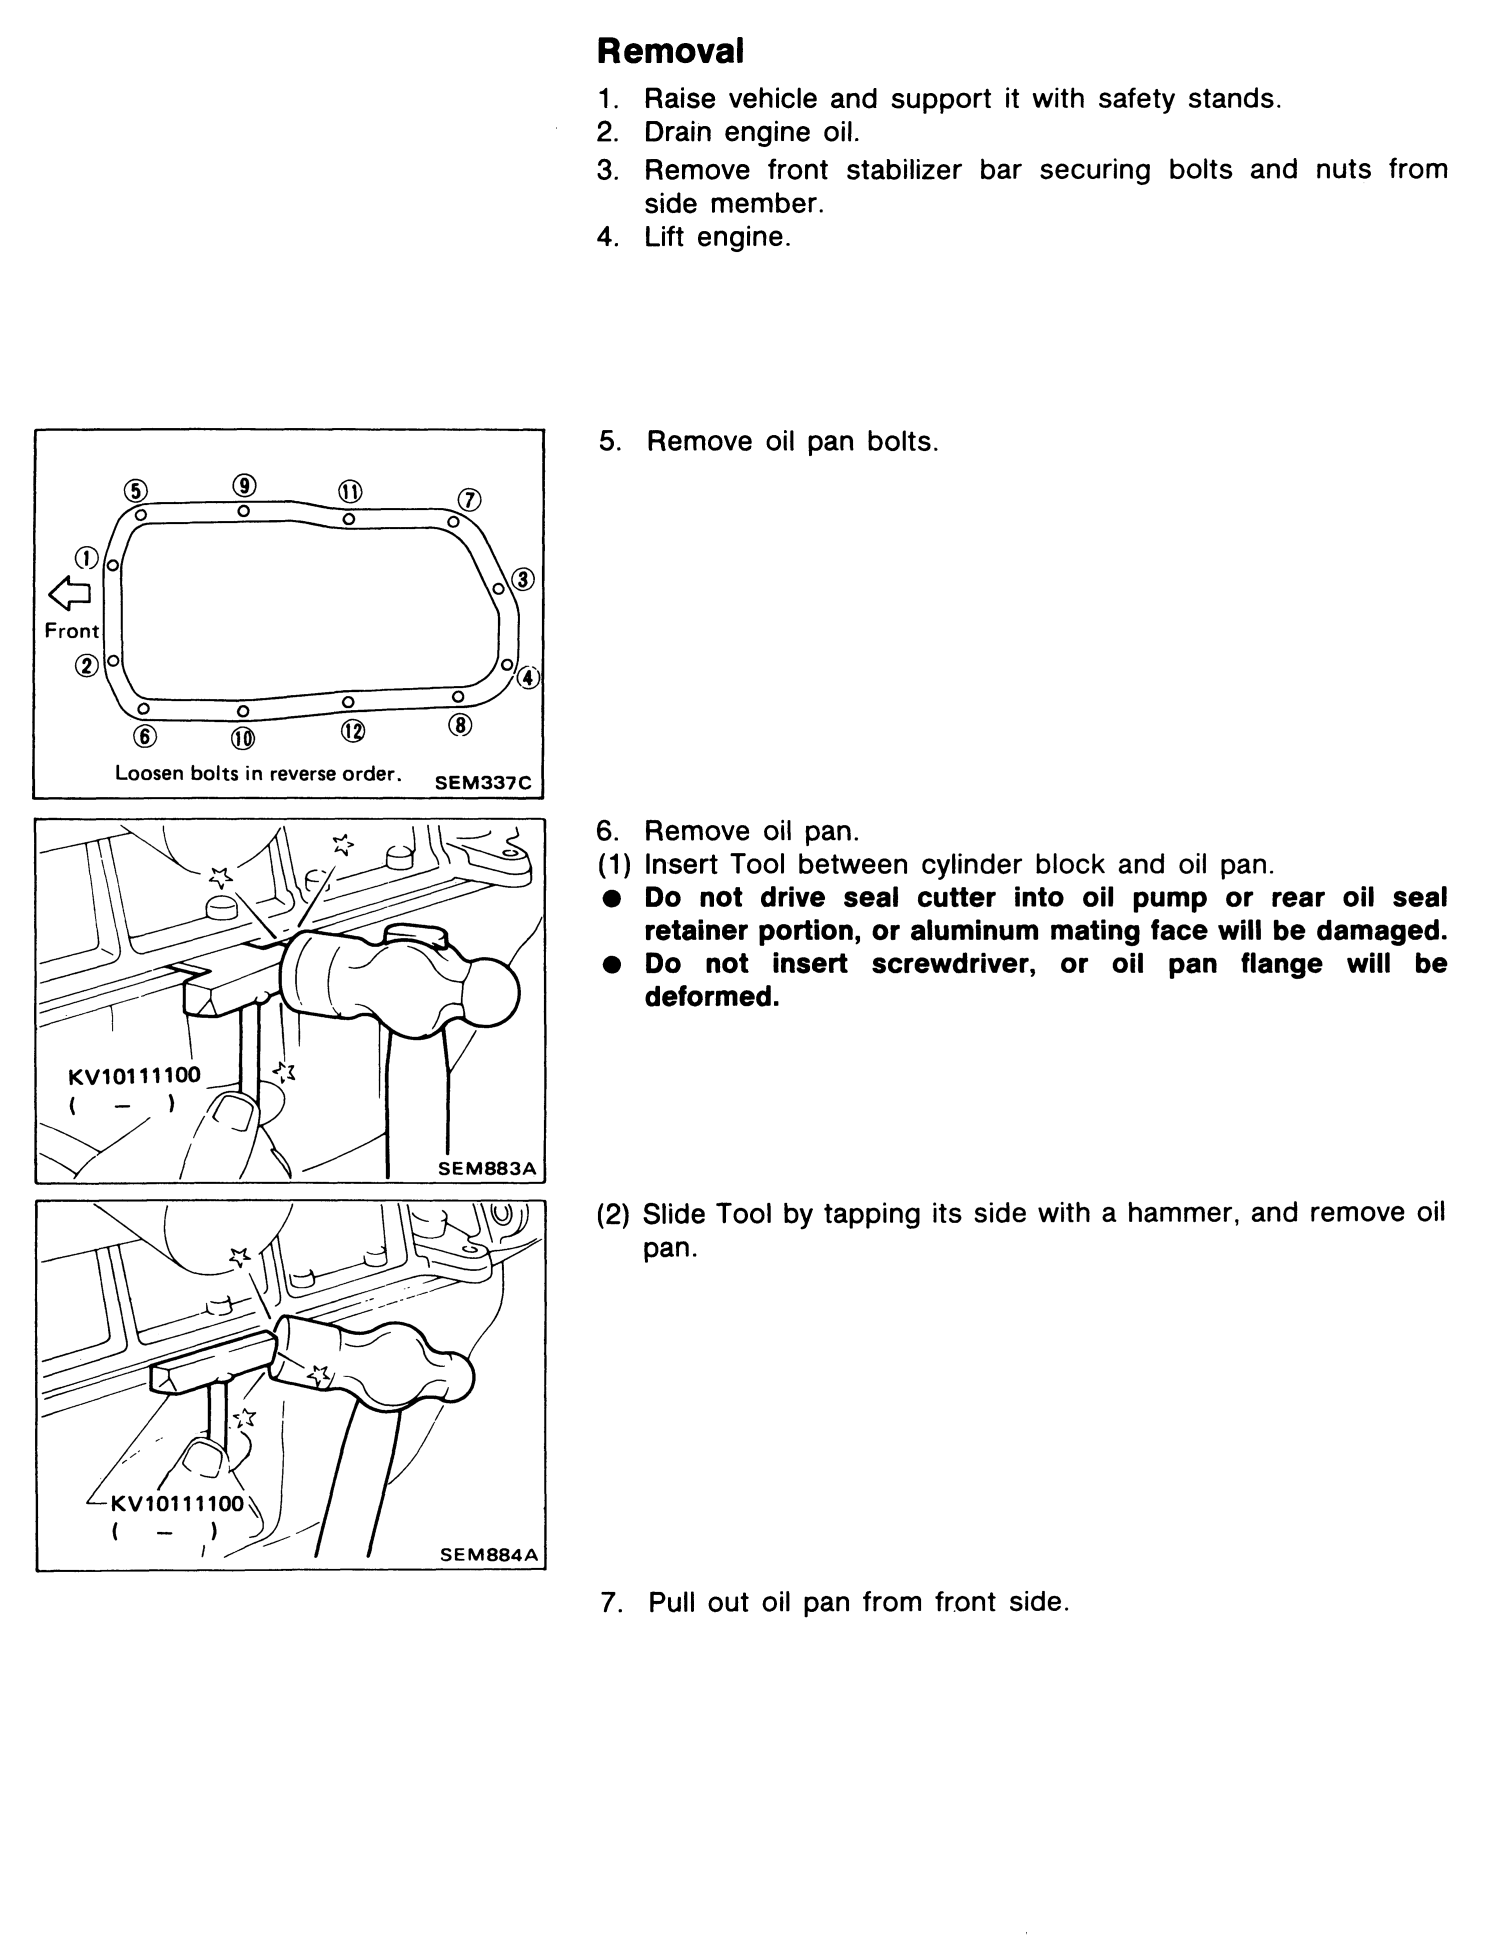 Removal
1. Raise vehicle and support it with safety stands.
2. Drain engine oil.
3. Remove front stabilizer bar securing bolts and nuts from
side member.
4. Lift engine.
5. Remove oil pan bolts.
⑤ ⑨ ⑪ ⑦
①
③
Front
②
④
⑥ ⑩ ⑫ ⑧
Loosen bolts in reverse order.
SEM337C
6. Remove oil pan.
(1) Insert Tool between cylinder block and oil pan.
● Do not drive seal cutter into oil pump or rear oil seal
retainer portion, or aluminum mating face will be damaged.
● Do not insert screwdriver, or oil pan flange will be
deformed.
KV10111100
( – )
SEM883A
(2) Slide Tool by tapping its side with a hammer, and remove oil
pan.
KV10111100
( – )
SEM884A
7. Pull out oil pan from front side.